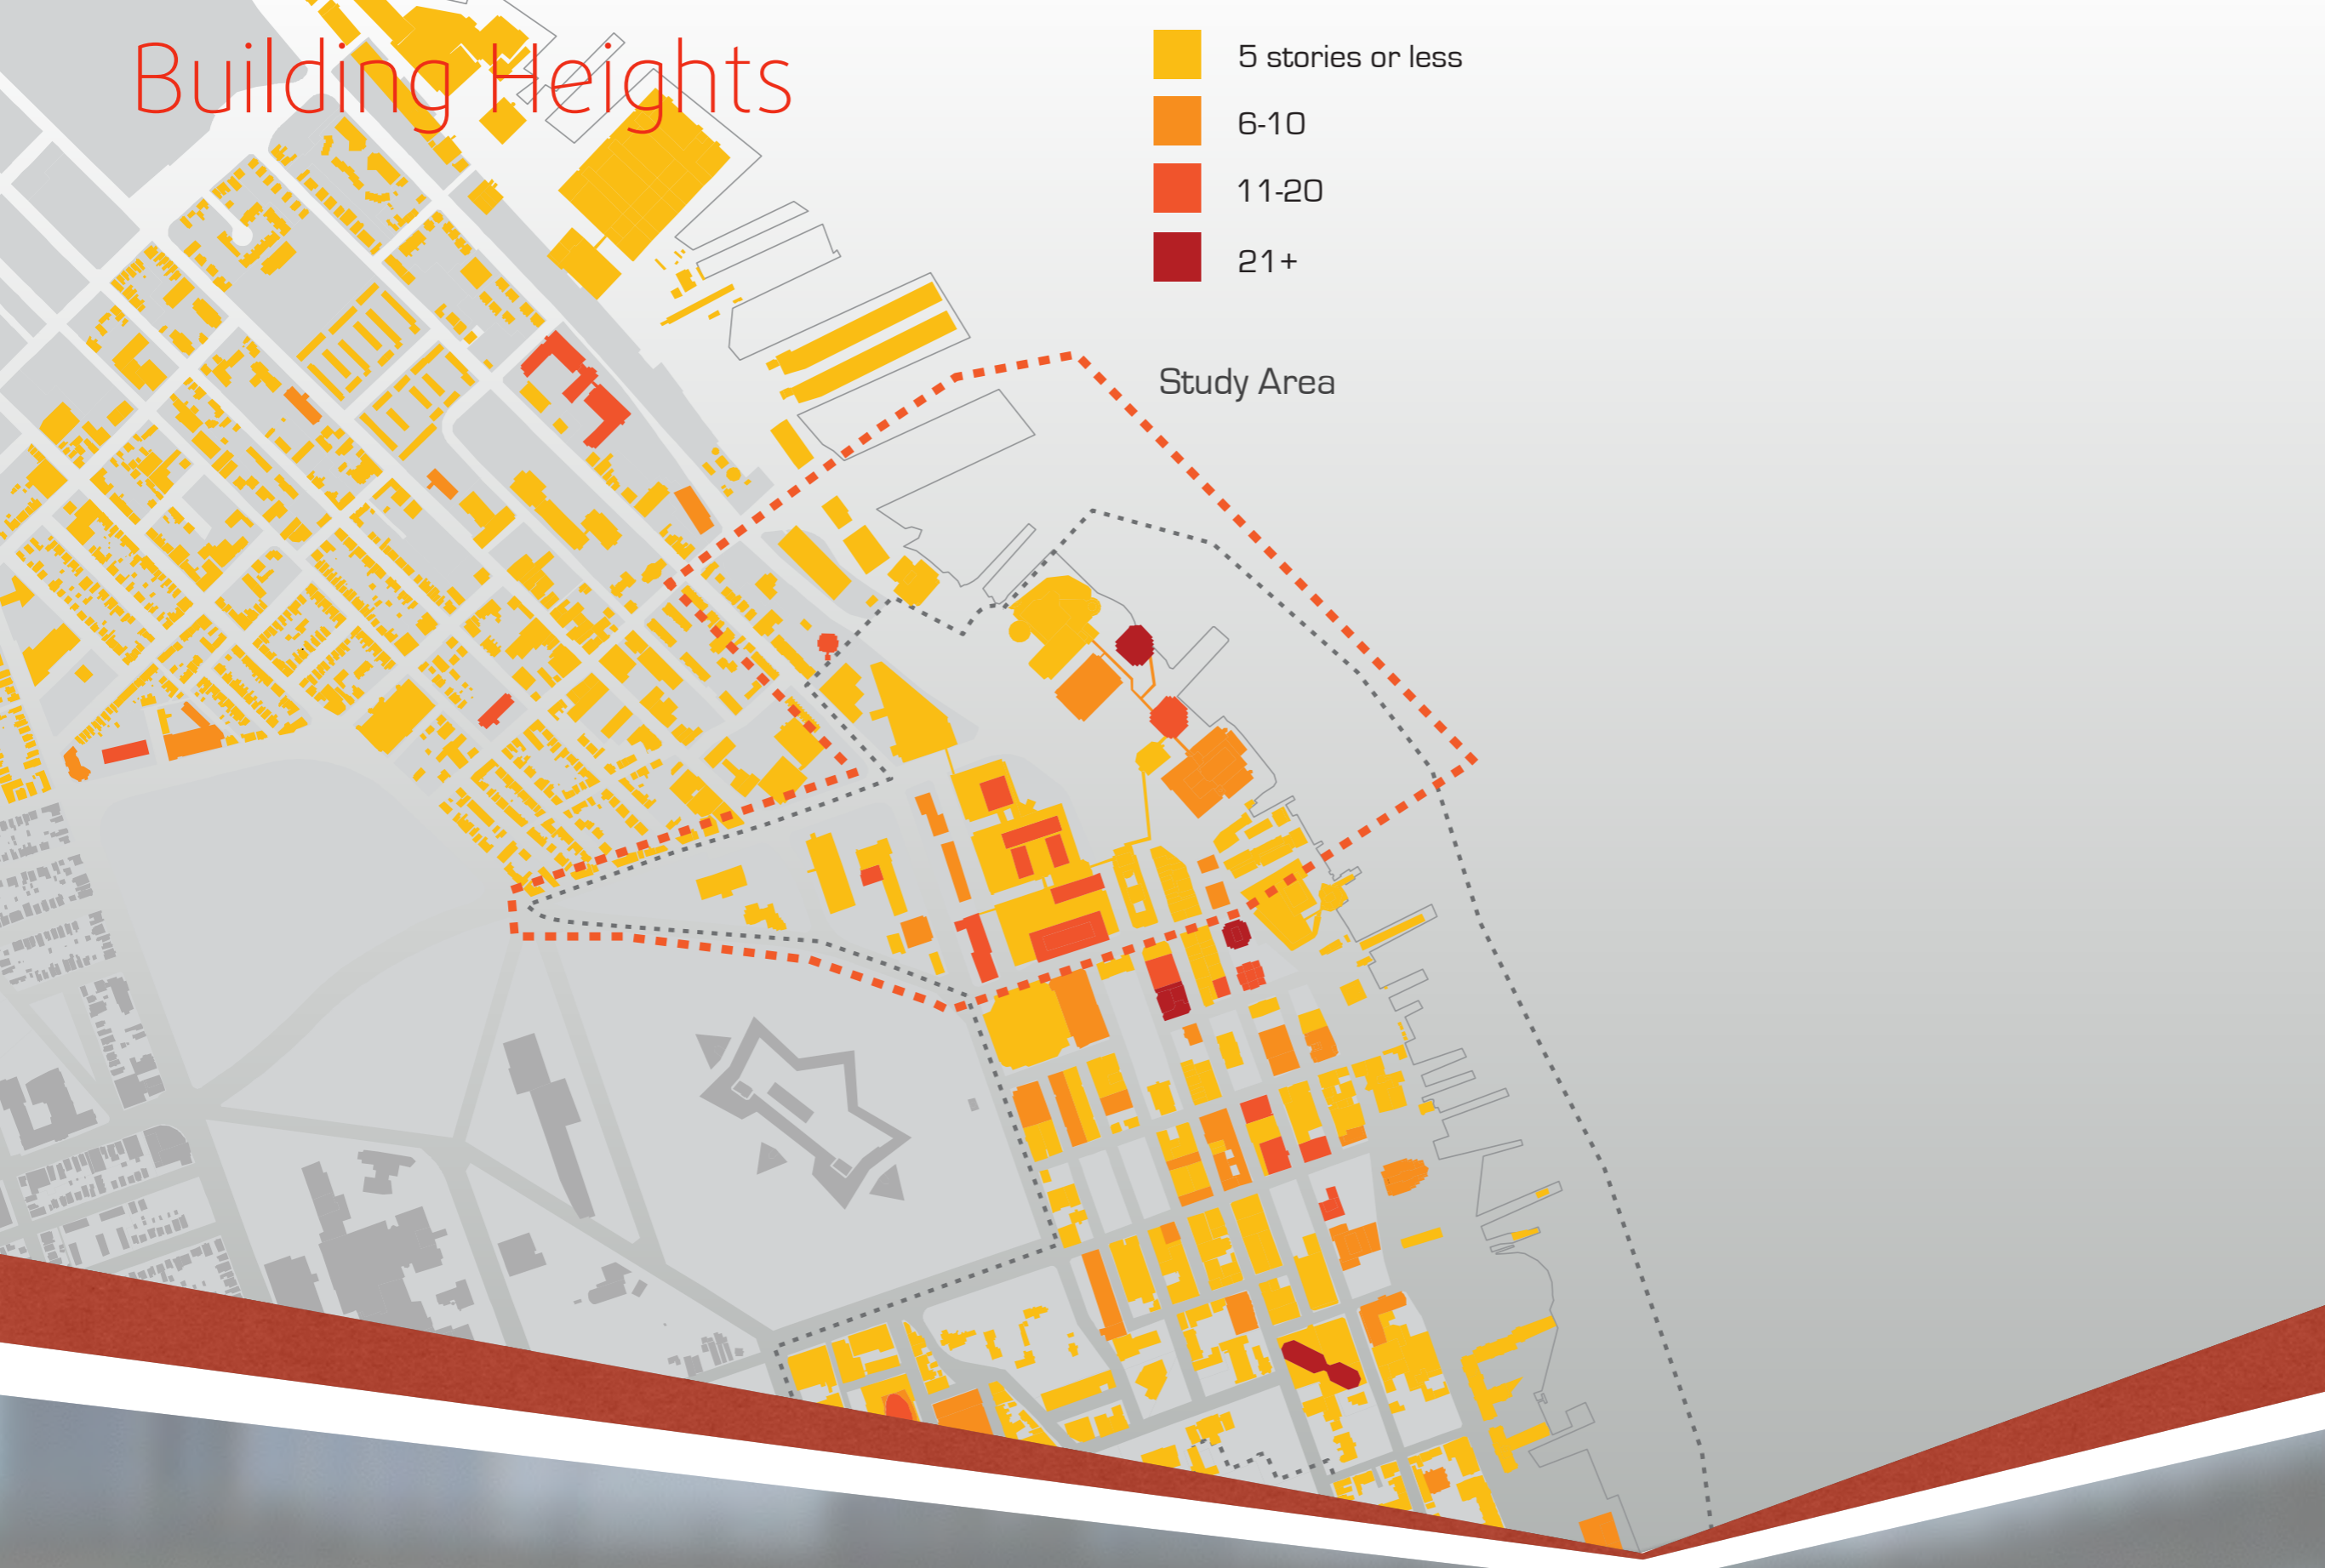 Building Heights
5 stories or less
6-10
11-20
21+
Study Area